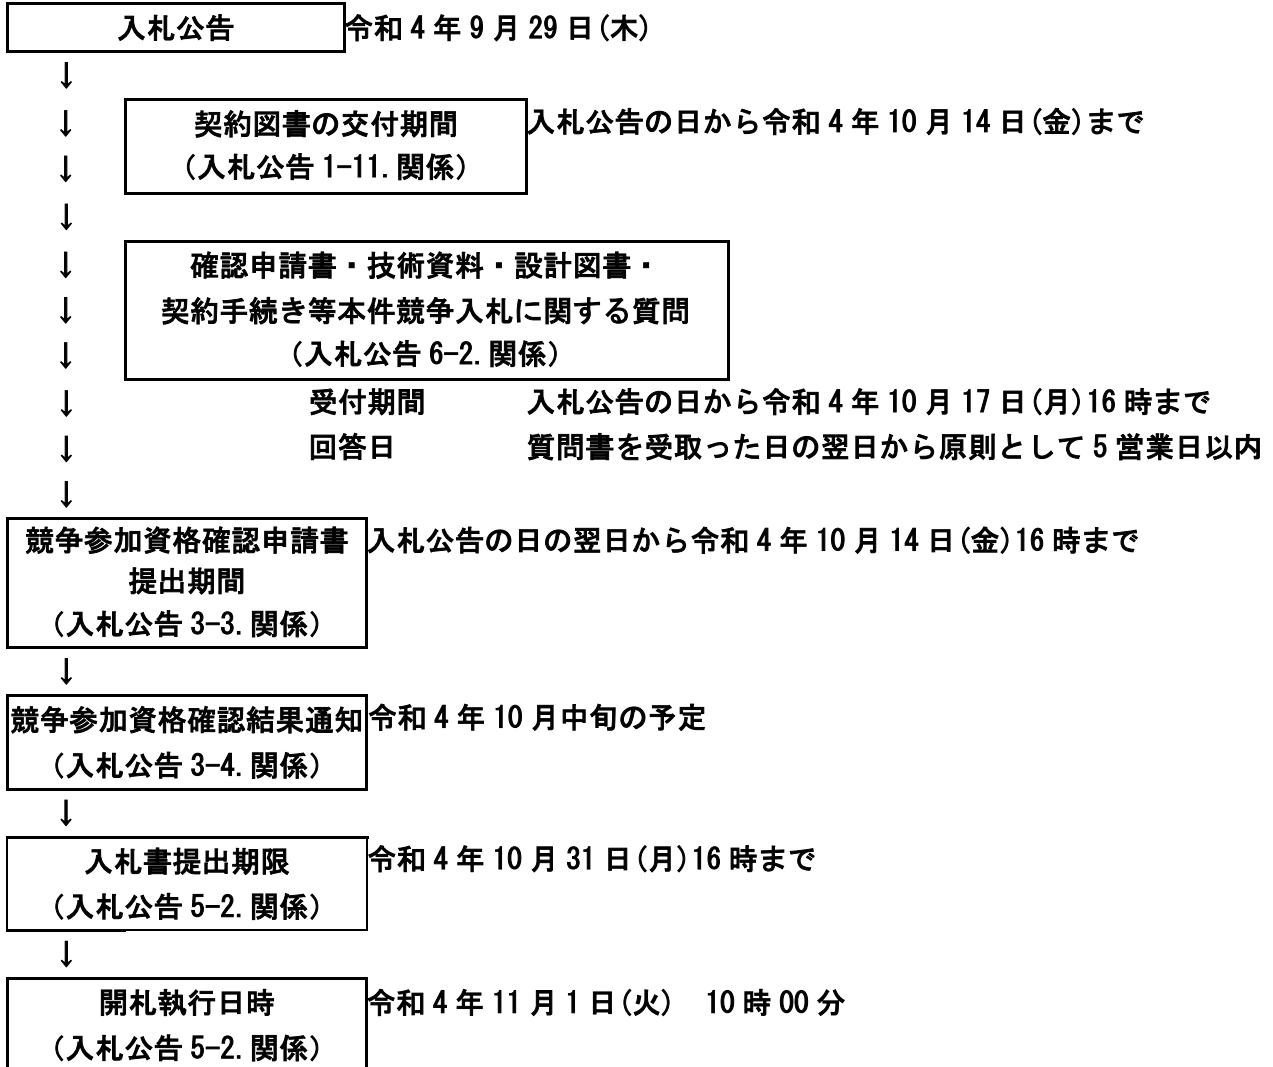 入札公告 令和4年9月29日(木)
↓
↓ 契約図書の交付期間 入札公告の日から令和4年10月14日(金)まで
↓ (入札公告1-11.関係)
↓
↓ 確認申請書・技術資料・設計図書・
↓ 契約手続き等本件競争入札に関する質問
↓ (入札公告6-2.関係)
↓ 受付期間 入札公告の日から令和4年10月17日(月)16時まで
↓ 回答日 質問書を受取った日の翌日から原則として5営業日以内
↓
競争参加資格確認申請書 入札公告の日の翌日から令和4年10月14日(金)16時まで
提出期間
(入札公告3-3.関係)
↓
競争参加資格確認結果通知 令和4年10月中旬の予定
(入札公告3-4.関係)
↓
入札書提出期限 令和4年10月31日(月)16時まで
(入札公告5-2.関係)
↓
開札執行日時 令和4年11月1日(火) 10時00分
(入札公告5-2.関係)